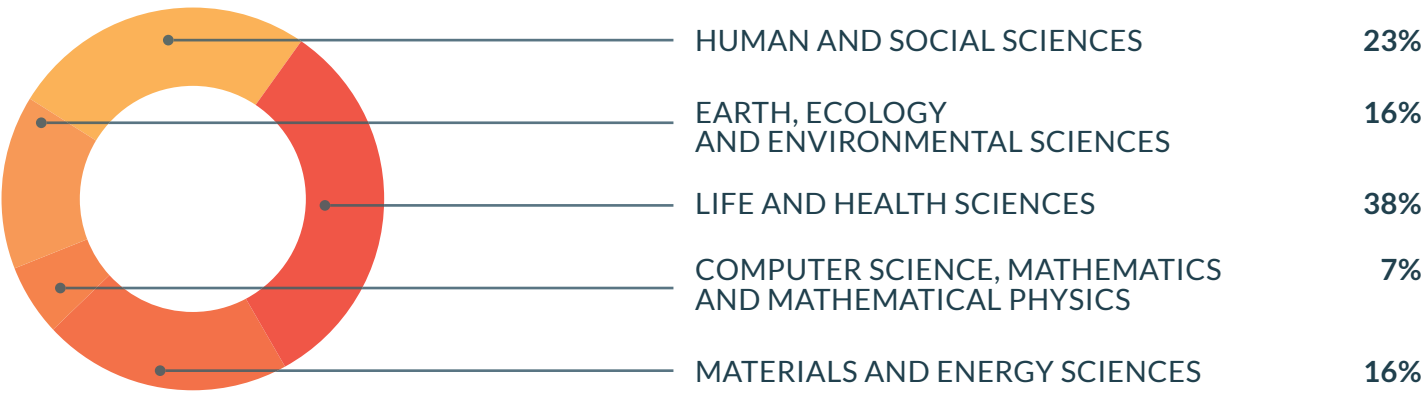 HUMAN AND SOCIAL SCIENCES 23%
EARTH, ECOLOGY 16%
AND ENVIRONMENTAL SCIENCES
LIFE AND HEALTH SCIENCES 38%
COMPUTER SCIENCE, MATHEMATICS 7%
AND MATHEMATICAL PHYSICS
MATERIALS AND ENERGY SCIENCES 16%